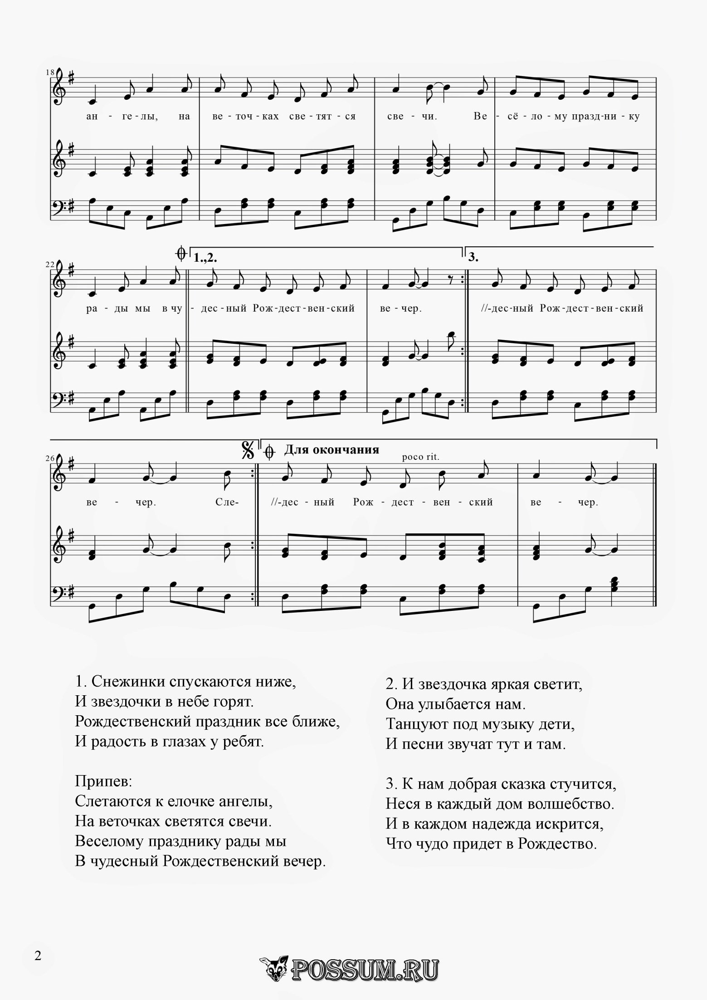 18
ан - ге - лы, на ве - точ - ках све - тят - ся све - чи. Ве - сё - ло - му празд - ни - ку
22
1.,2.
3.
ра - ды мы в чу - дес - ный Рож - дест - вен - ский ве - чер. //-дес - ный Рож - дест - вен - ский
26
Для окончания
poco rit.
ве - чер. Сле- //-дес - ный Рож - дест - вен - ский ве - чер.
1. Снежинки спускаются ниже,
И звездочки в небе горят.
Рождественский праздник все ближе,
И радость в глазах у ребят.
Припев:
Слетаются к елочке ангелы,
На веточках светятся свечи.
Веселому празднику рады мы
В чудесный Рождественский вечер.
2. И звездочка яркая светит,
Она улыбается нам.
Танцуют под музыку дети,
И песни звучат тут и там.
3. К нам добрая сказка стучится,
Неся в каждый дом волшебство.
И в каждом надежда искрится,
Что чудо придет в Рождество.
2
POSSUM.RU